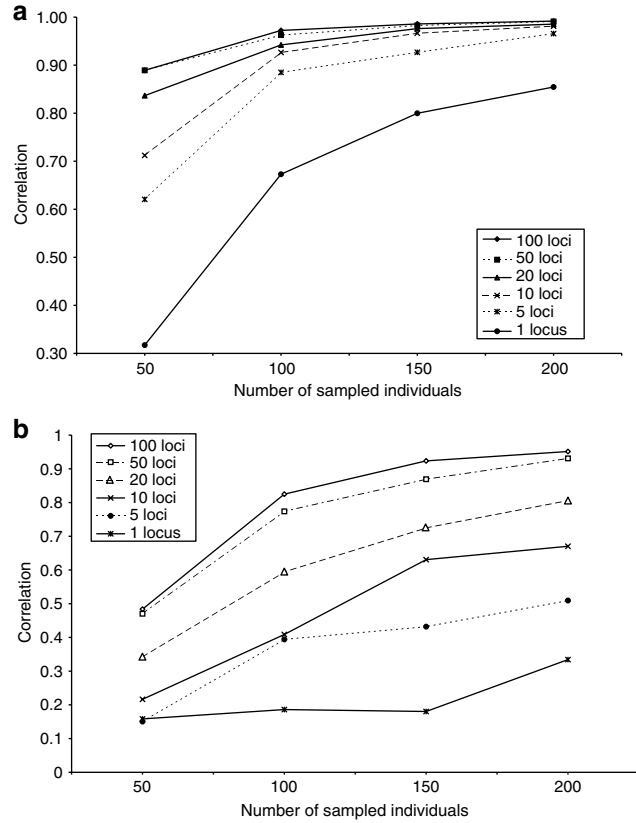 a
1.00
0.90
0.80
0.70
0.60
0.50
0.40
0.30
Correlation
100 loci
50 loci
20 loci
10 loci
5 loci
1 locus
50
100
150
200
Number of sampled individuals
b
1
0.9
0.8
0.7
0.6
0.5
0.4
0.3
0.2
0.1
0
Correlation
100 loci
50 loci
20 loci
10 loci
5 loci
1 locus
50
100
150
200
Number of sampled individuals